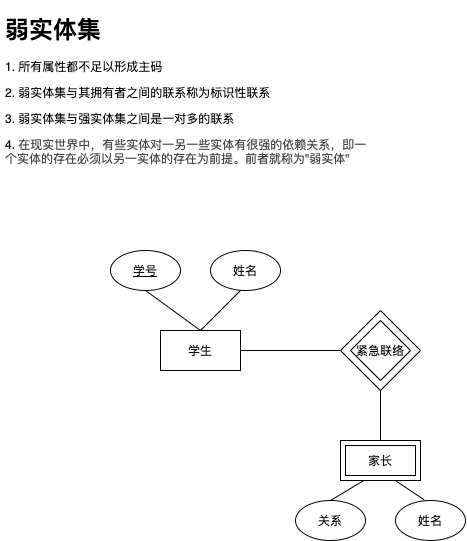 弱实体集
1. 所有属性都不足以形成主码
2. 弱实体集与其拥有者之间的联系称为标识性联系
3. 弱实体集与强实体集之间是一对多的联系
4. 在现实世界中，有些实体对一另一些实体有很强的依赖关系，即一
个实体的存在必须以另一实体的存在为前提。前者就称为"弱实体"
学号
姓名
学生
紧急联络
家长
关系
姓名